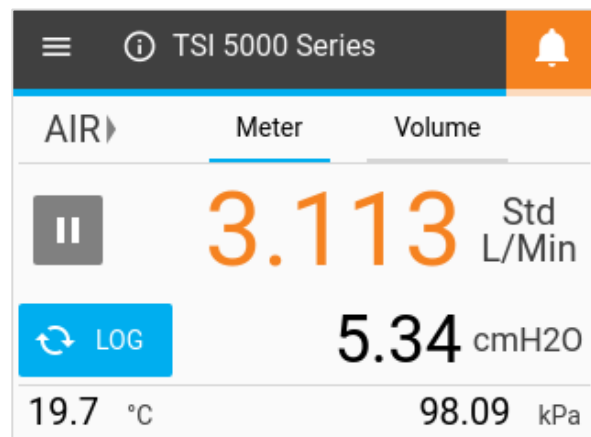 TSI 5000 Series
AIR Meter Volume
3.113 Std L/Min
LOG 5.34 cmH2O
19.7 °C 98.09 kPa